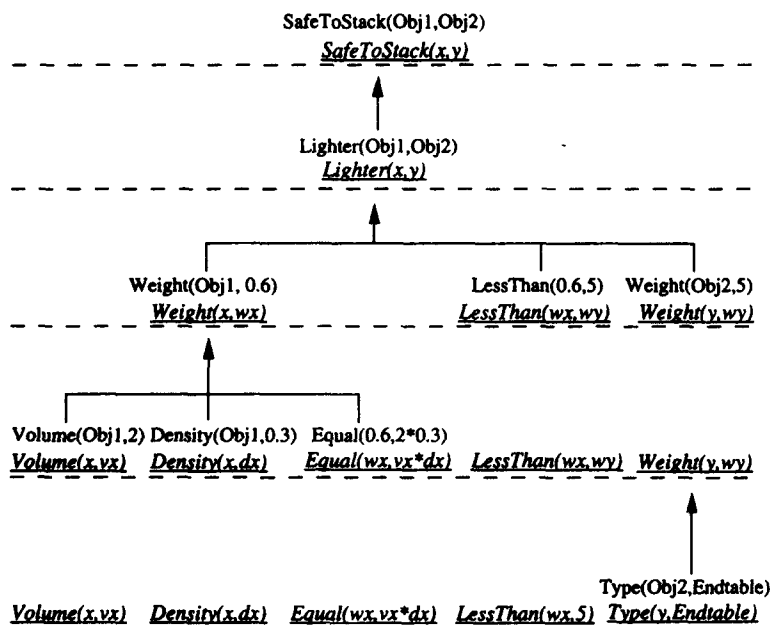 SafeToStack(Obj1,Obj2)
SafeToStack(x,y)
Lighter(Obj1,Obj2)
Lighter(x,y)
Weight(Obj1, 0.6) LessThan(0.6,5) Weight(Obj2,5)
Weight(x,wx) LessThan(wx,wy) Weight(y,wy)
Volume(Obj1,2) Density(Obj1,0.3) Equal(0.6,2*0.3)
Volume(x,vx) Density(x,dx) Equal(wx,vx*dx) LessThan(wx,wy) Weight(y,wy)
Type(Obj2,Endtable)
Volume(x,vx) Density(x,dx) Equal(wx,vx*dx) LessThan(wx,5) Type(y,Endtable)